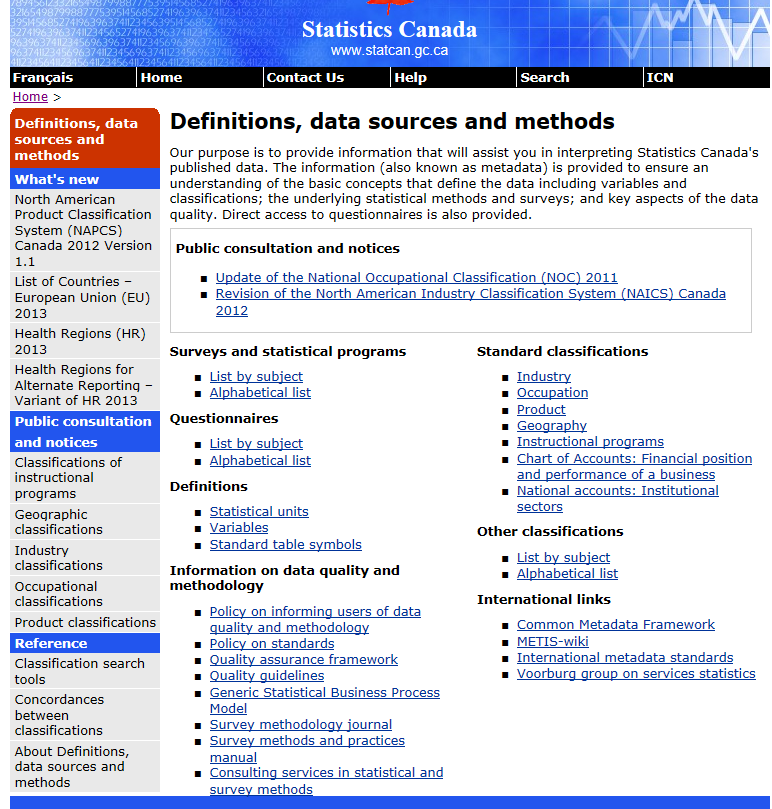 Statistics Canada
www.statcan.gc.ca
Français Home Contact Us Help Search ICN
Home >
Definitions, data
sources and
methods
What's new
North American
Product Classification
System (NAPCS)
Canada 2012 Version
1.1
List of Countries –
European Union (EU)
2013
Health Regions (HR)
2013
Health Regions for
Alternate Reporting –
Variant of HR 2013
Public consultation
and notices
Classifications of
instructional
programs
Geographic
classifications
Industry
classifications
Occupational
classifications
Product classifications
Reference
Classification search
tools
Concordances
between
classifications
About Definitions,
data sources and
methods
Definitions, data sources and methods
Our purpose is to provide information that will assist you in interpreting Statistics Canada's
published data. The information (also known as metadata) is provided to ensure an
understanding of the basic concepts that define the data including variables and
classifications; the underlying statistical methods and surveys; and key aspects of the data
quality. Direct access to questionnaires is also provided.
Public consultation and notices
Update of the National Occupational Classification (NOC) 2011
Revision of the North American Industry Classification System (NAICS) Canada
2012
Surveys and statistical programs
List by subject
Alphabetical list
Questionnaires
List by subject
Alphabetical list
Definitions
Statistical units
Variables
Standard table symbols
Information on data quality and
methodology
Policy on informing users of data
quality and methodology
Policy on standards
Quality assurance framework
Quality guidelines
Generic Statistical Business Process
Model
Survey methodology journal
Survey methods and practices
manual
Consulting services in statistical and
survey methods
Standard classifications
Industry
Occupation
Product
Geography
Instructional programs
Chart of Accounts: Financial position
and performance of a business
National accounts: Institutional
sectors
Other classifications
List by subject
Alphabetical list
International links
Common Metadata Framework
METIS-wiki
International metadata standards
Voorburg group on services statistics